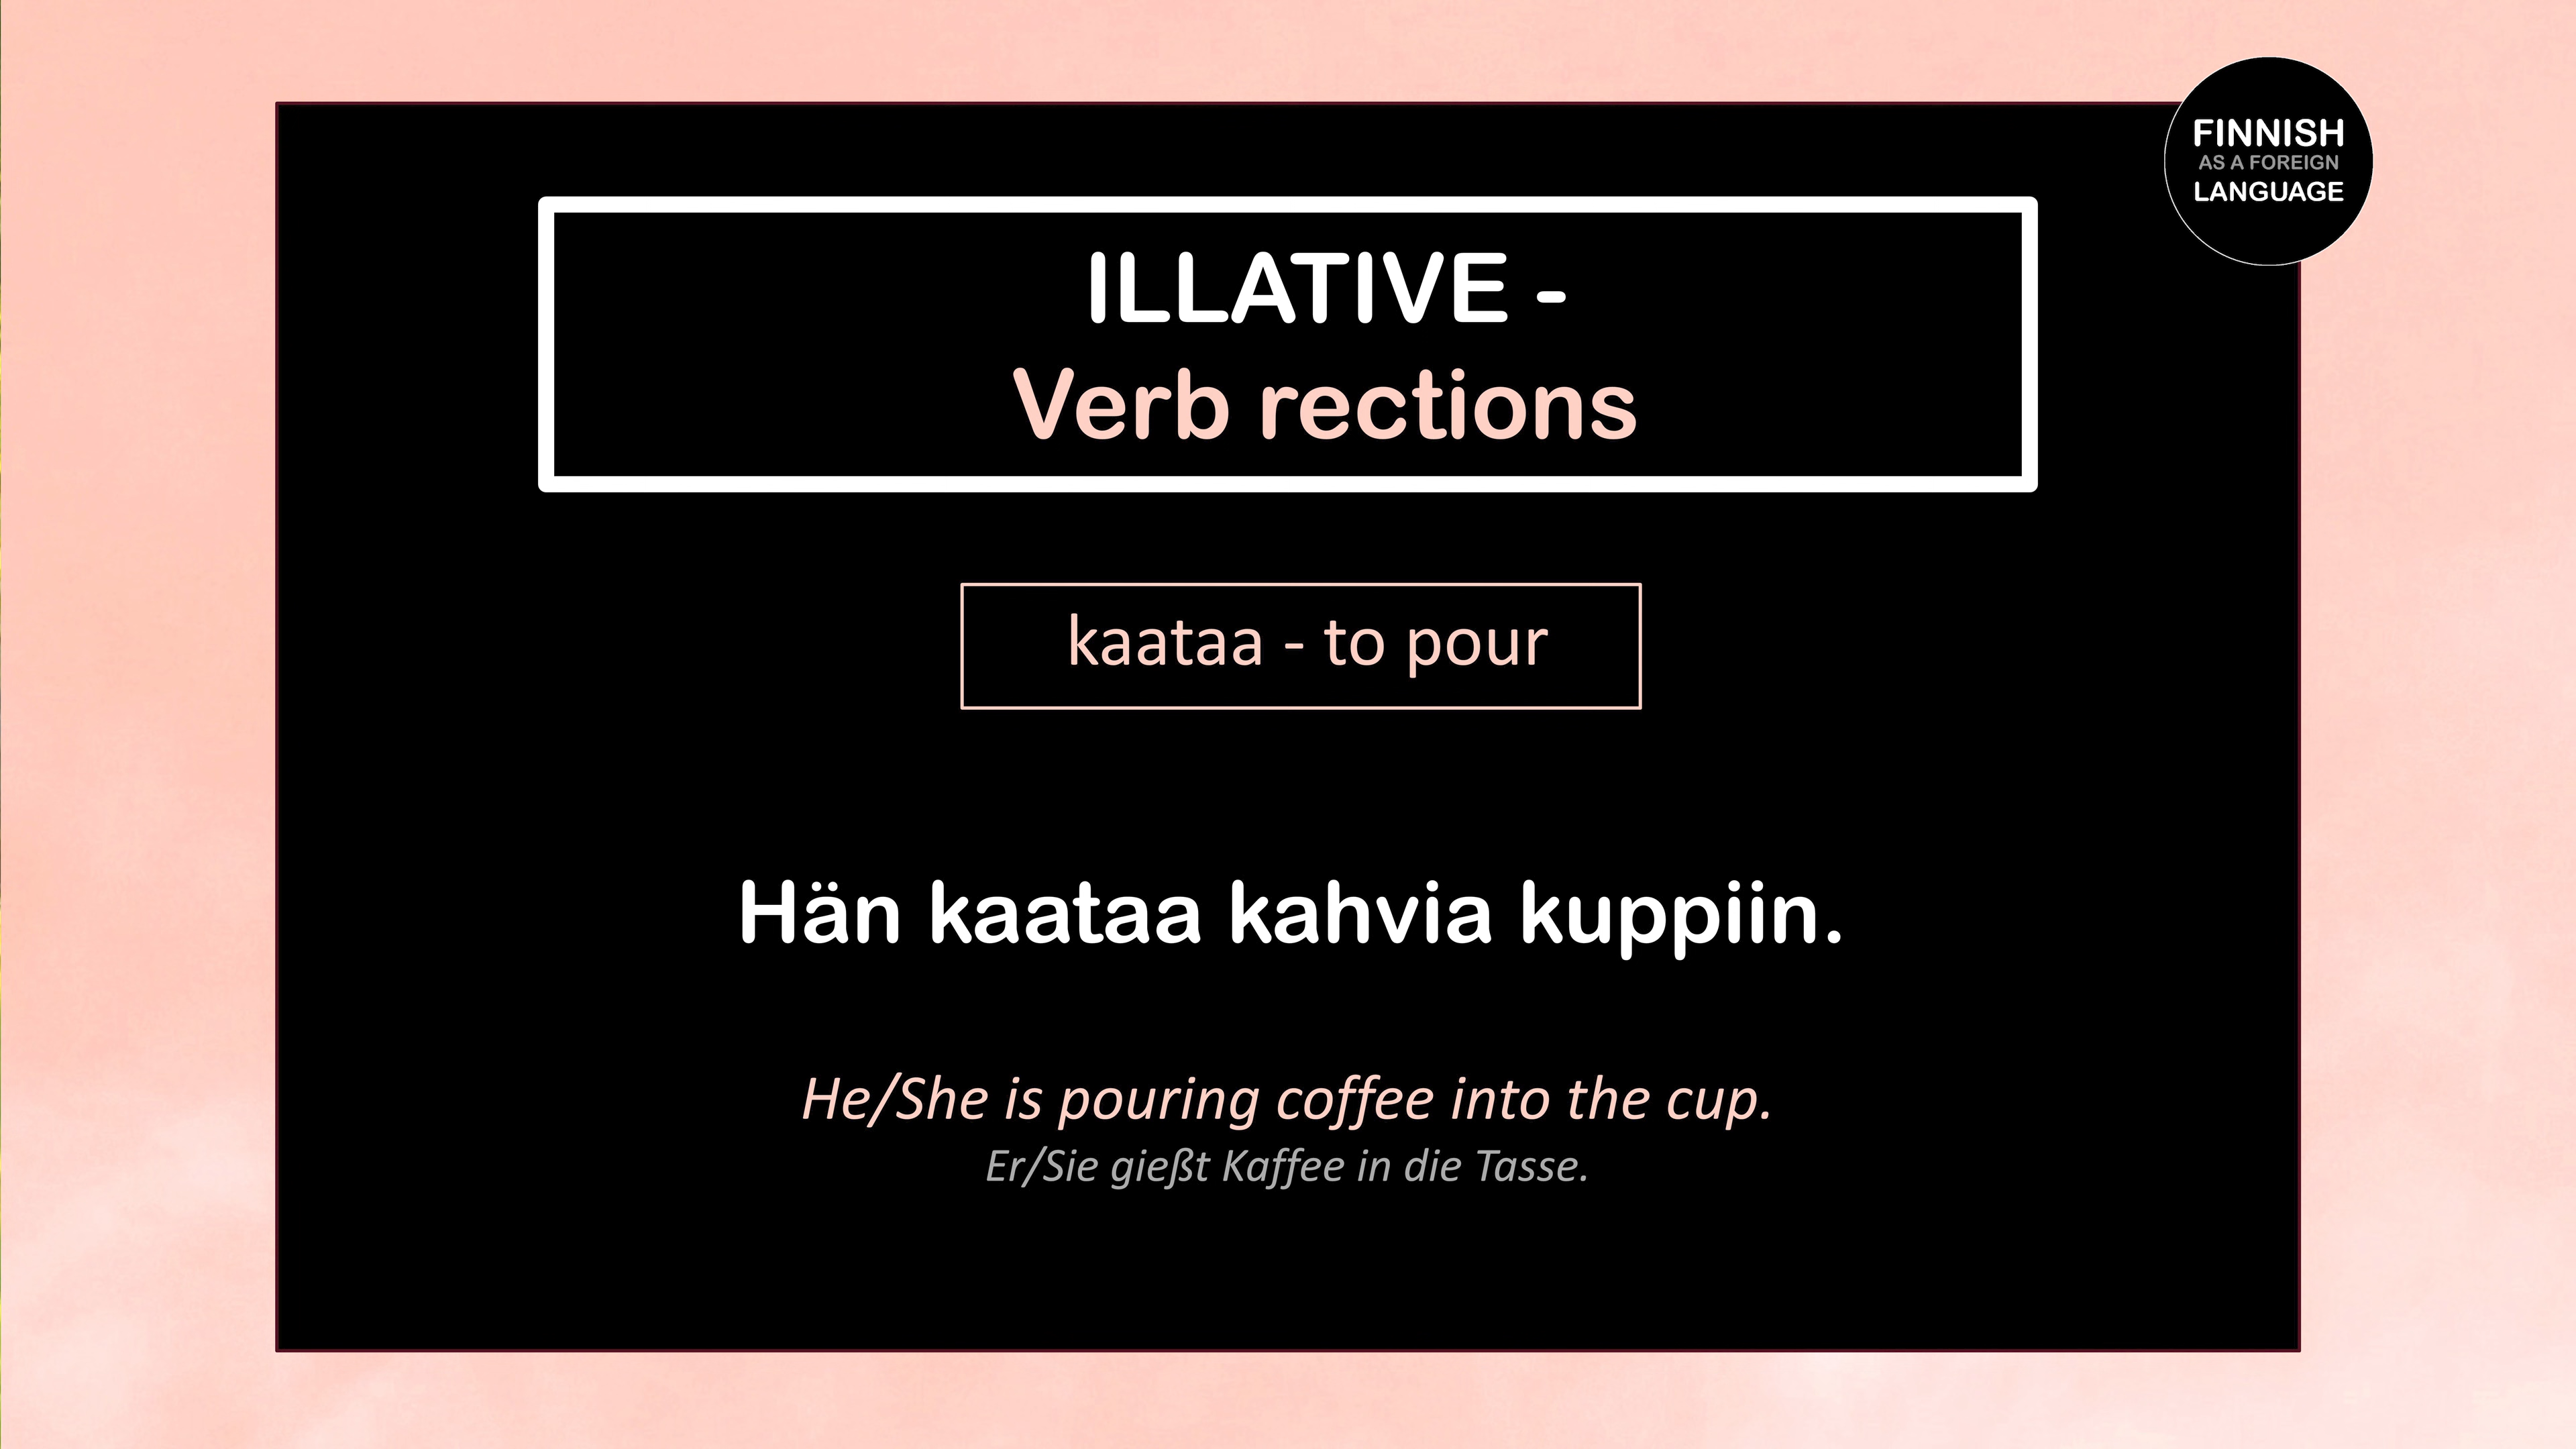 FINNISH
AS A FOREIGN
LANGUAGE
ILLATIVE -
Verb rections
kaataa - to pour
Hän kaataa kahvia kuppiin.
He/She is pouring coffee into the cup.
Er/Sie gießt Kaffee in die Tasse.